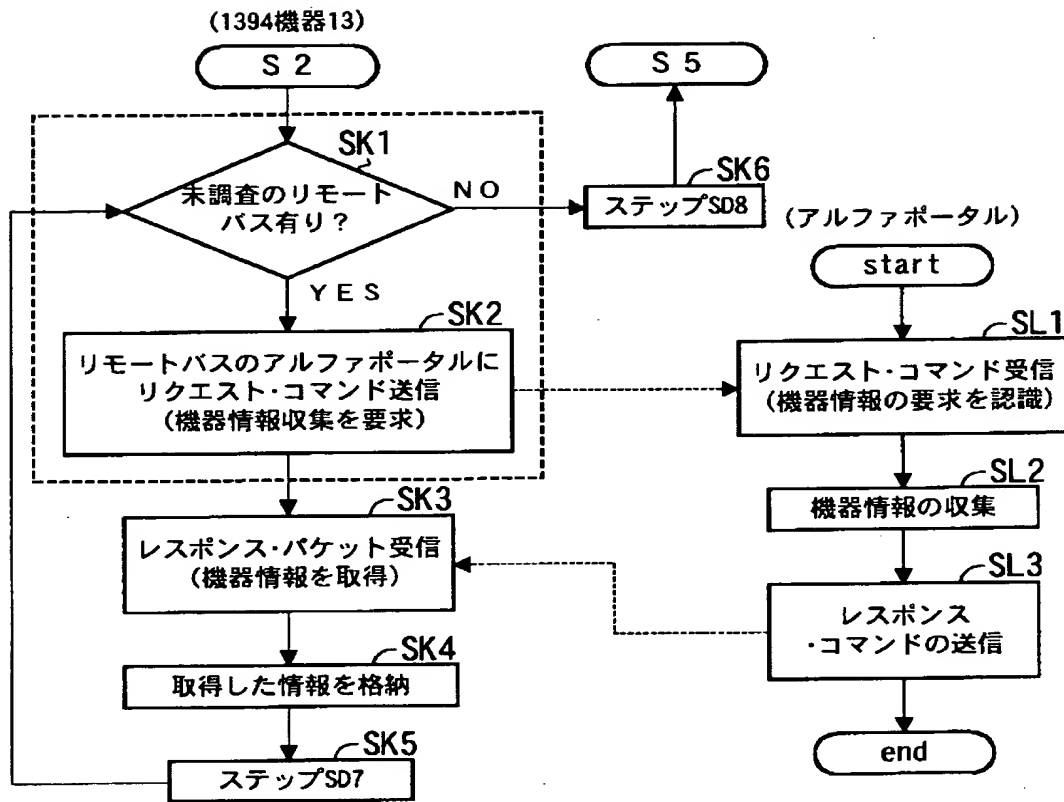 (1394機器13)
S 2
S 5
SK1
未調査のリモート
バス有り?
NO
SK6
ステップSD8
YES
SK2
リモートバスのアルファポータルに
リクエスト・コマンド送信
(機器情報収集を要求)
SK3
レスポンス・パケット受信
(機器情報を取得)
SK4
取得した情報を格納
SK5
ステップSD7
(アルファポータル)
start
SL1
リクエスト・コマンド受信
(機器情報の要求を認識)
SL2
機器情報の収集
SL3
レスポンス
・コマンドの送信
end